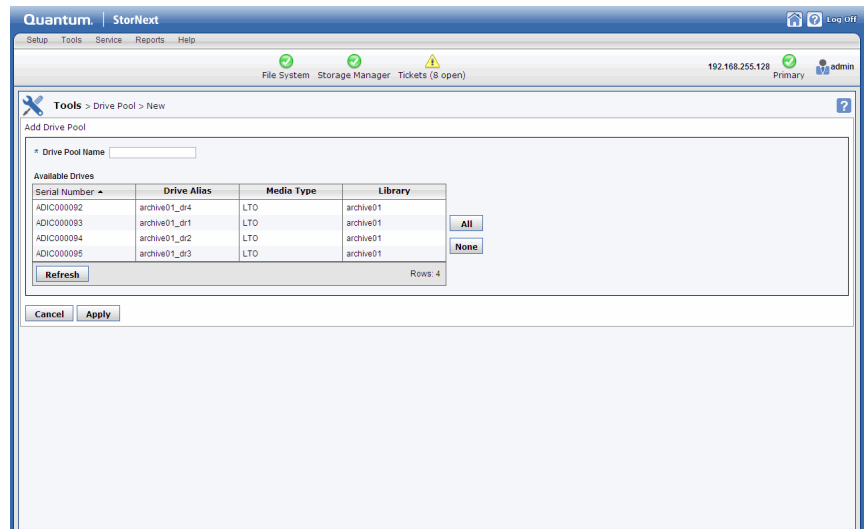 Quantum. StorNext Log Off
Setup Tools Service Reports Help
File System Storage Manager Tickets (8 open) 192.168.255.128 Primary admin
Tools > Drive Pool > New
Add Drive Pool
* Drive Pool Name
Available Drives
Serial Number Drive Alias Media Type Library
ADIC000092 archive01_dr4 LTO archive01
ADIC000093 archive01_dr1 LTO archive01
ADIC000094 archive01_dr2 LTO archive01
ADIC000095 archive01_dr3 LTO archive01
All
None
Refresh Rows: 4
Cancel Apply